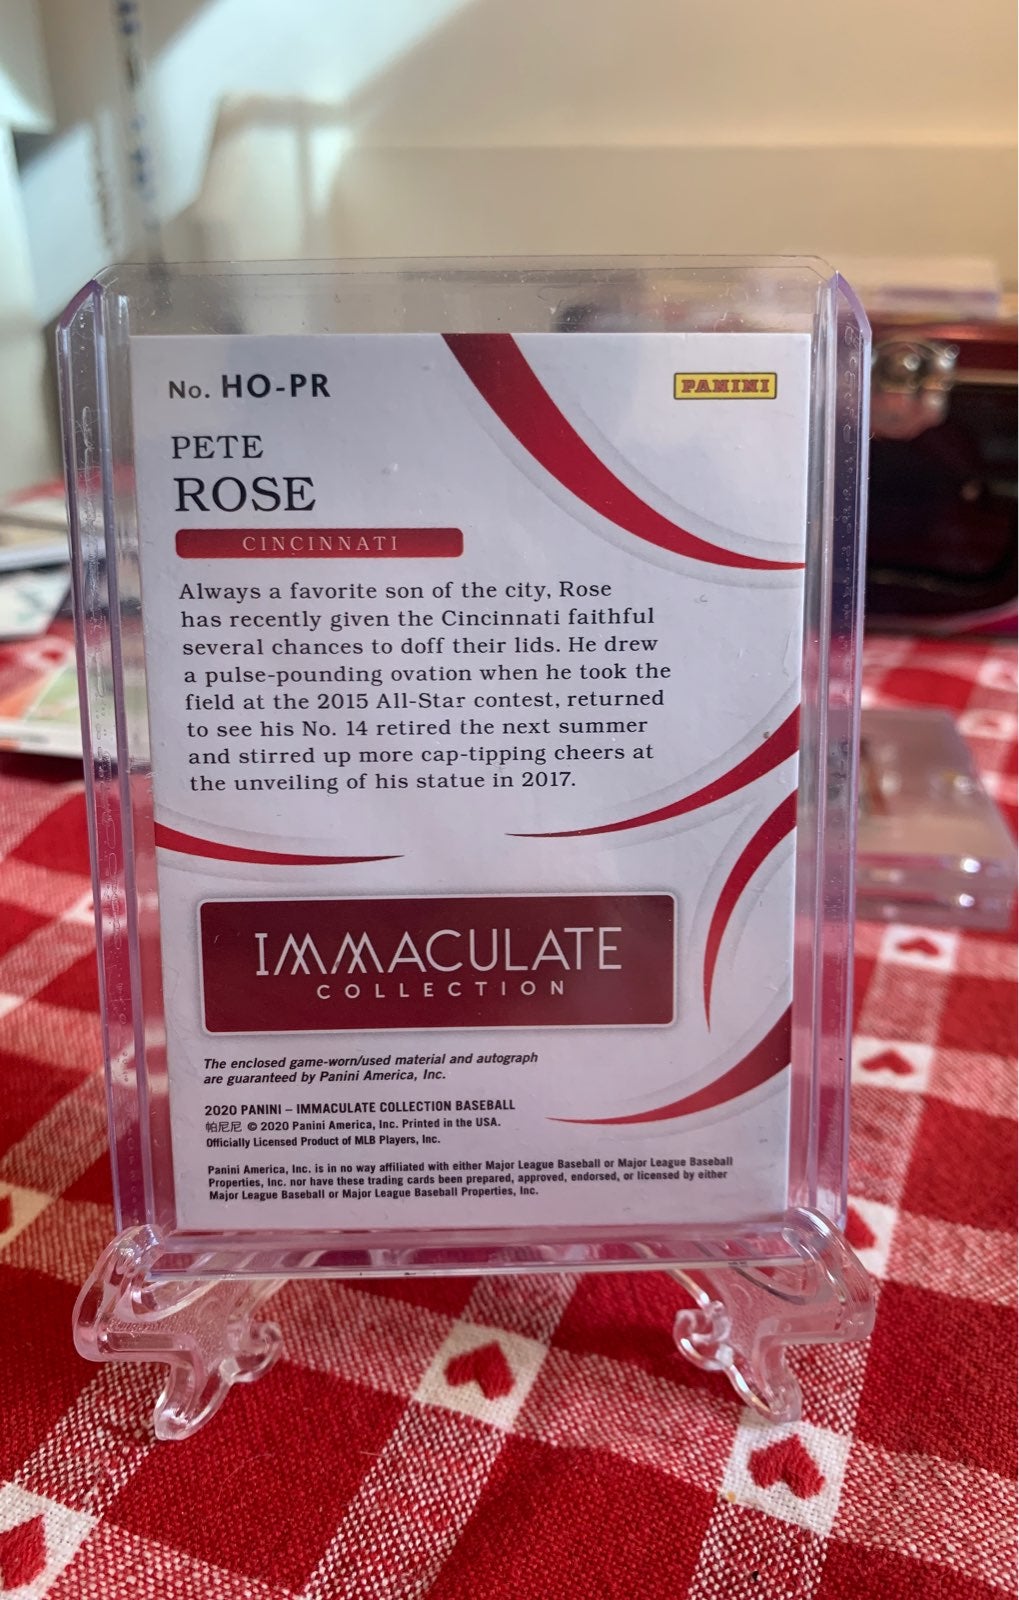 No. HO-PR
PANINI
PETE
ROSE
CINCINNATI
Always a favorite son of the city, Rose
has recently given the Cincinnati faithful
several chances to doff their lids. He drew
a pulse-pounding ovation when he took the
field at the 2015 All-Star contest, returned
to see his No. 14 retired the next summer
and stirred up more cap-tipping cheers at
the unveiling of his statue in 2017.
IMMACULATE
COLLECTION
The enclosed game-worn/used material and autograph
are guaranteed by Panini America, Inc.
2020 PANINI – IMMACULATE COLLECTION BASEBALL
帕尼尼 © 2020 Panini America, Inc. Printed in the USA.
Officially Licensed Product of MLB Players, Inc.
Panini America, Inc. is in no way affiliated with either Major League Baseball or Major League Baseball
Properties, Inc. nor have these trading cards been prepared, approved, endorsed, or licensed by either
Major League Baseball or Major League Baseball Properties, Inc.